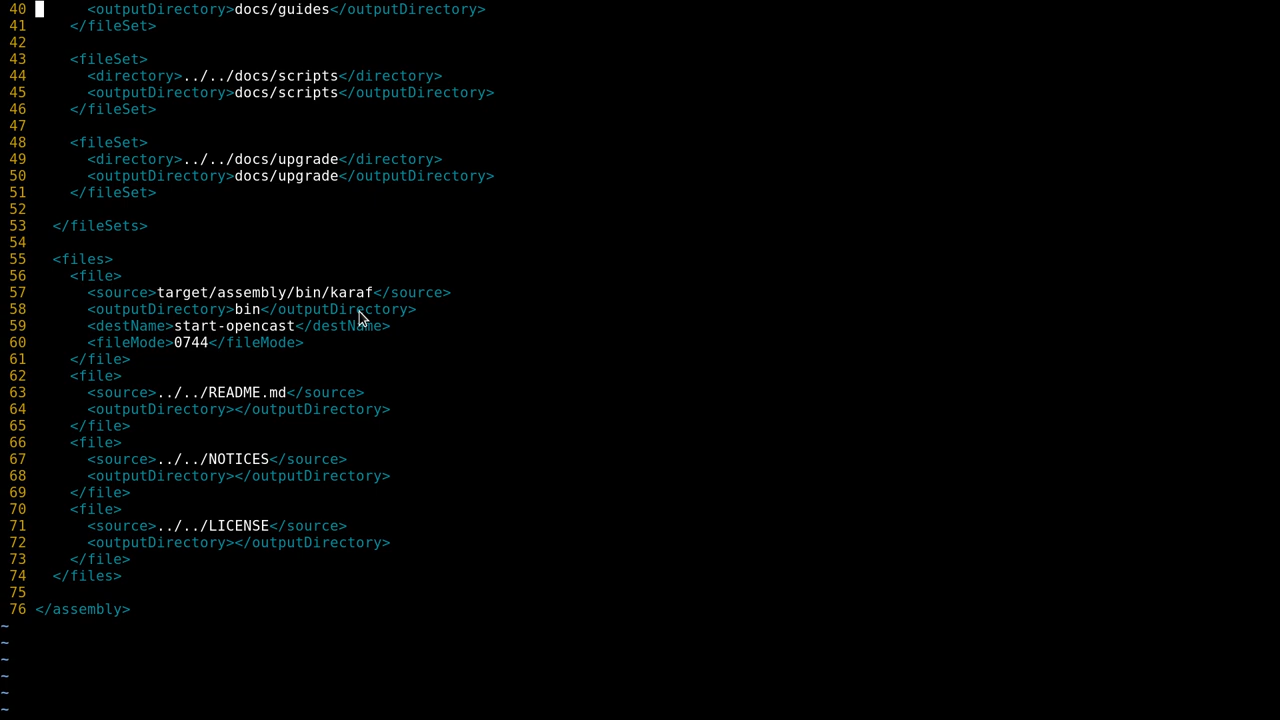 40       <outputDirectory>docs/guides</outputDirectory>
41     </fileSet>
42
43     <fileSet>
44       <directory>../../docs/scripts</directory>
45       <outputDirectory>docs/scripts</outputDirectory>
46     </fileSet>
47
48     <fileSet>
49       <directory>../../docs/upgrade</directory>
50       <outputDirectory>docs/upgrade</outputDirectory>
51     </fileSet>
52
53   </fileSets>
54
55   <files>
56     <file>
57       <source>target/assembly/bin/karaf</source>
58       <outputDirectory>bin</outputDirectory>
59       <destName>start-opencast</destName>
60       <fileMode>0744</fileMode>
61     </file>
62     <file>
63       <source>../../README.md</source>
64       <outputDirectory></outputDirectory>
65     </file>
66     <file>
67       <source>../../NOTICES</source>
68       <outputDirectory></outputDirectory>
69     </file>
70     <file>
71       <source>../../LICENSE</source>
72       <outputDirectory></outputDirectory>
73     </file>
74   </files>
75
76 </assembly>
~
~
~
~
~
~